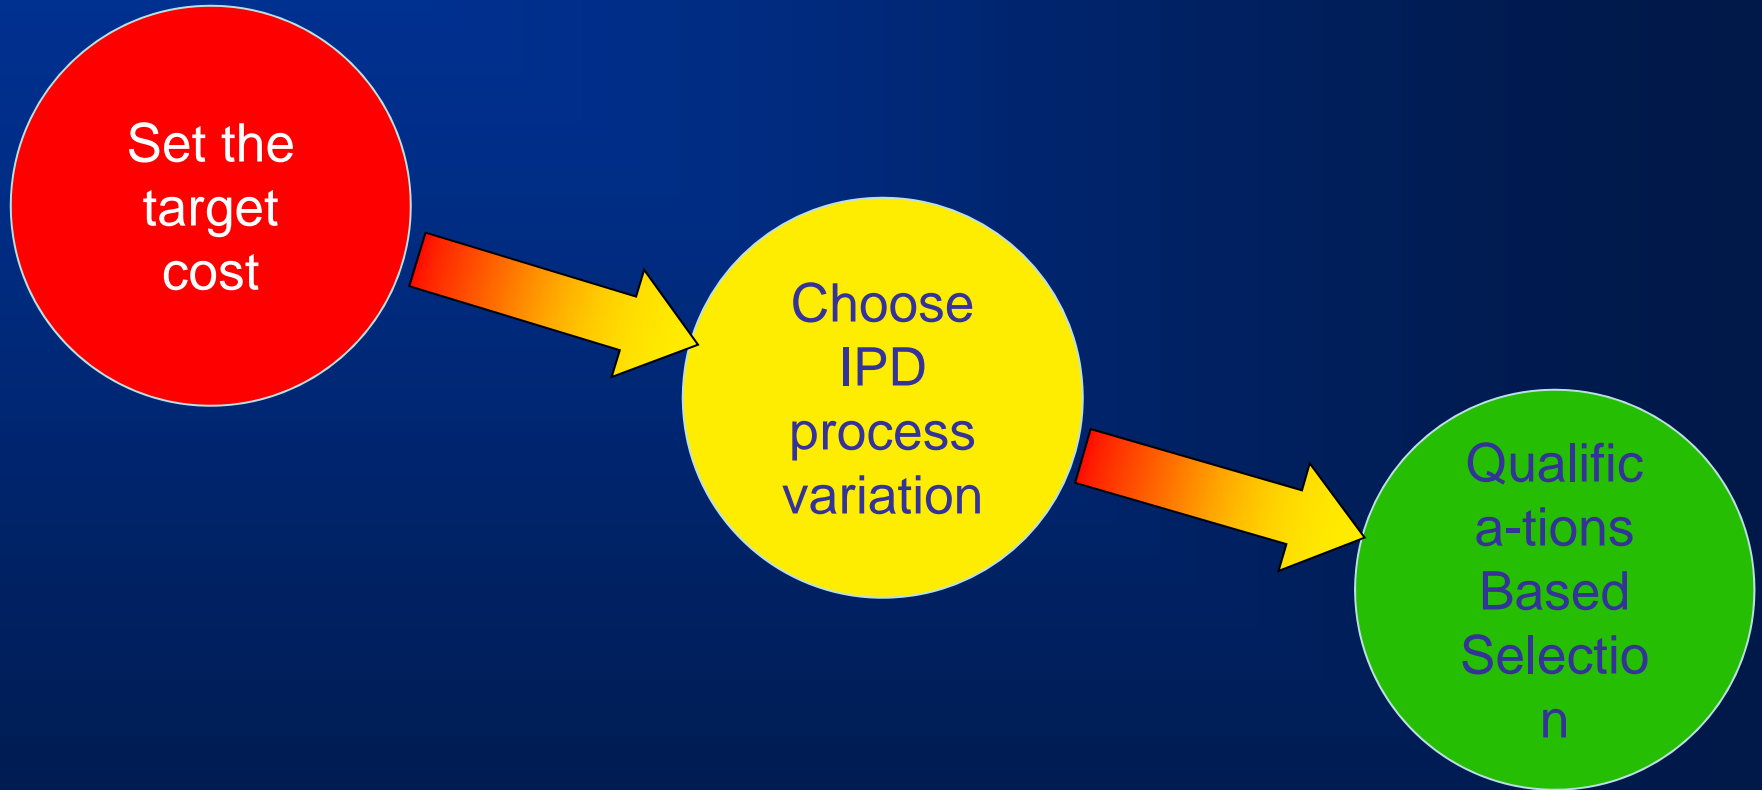 Set the
target
cost
Choose
IPD
process
variation
Qualific
a-tions
Based
Selectio
n